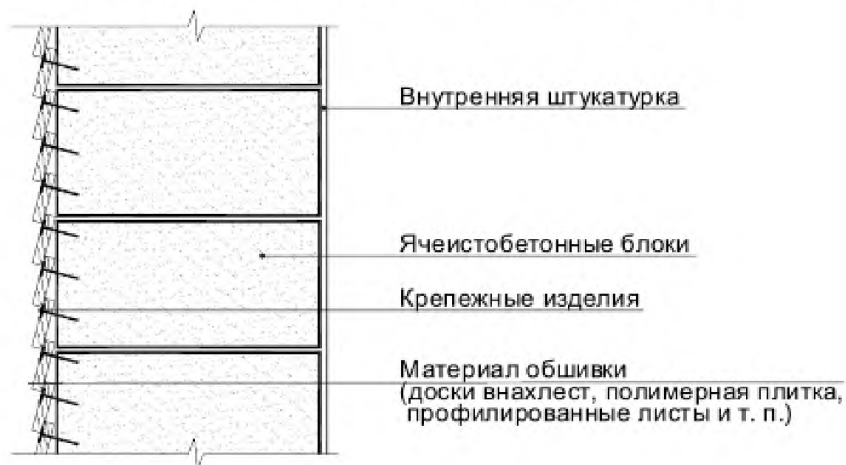 Внутренняя штукатурка
Ячеистобетонные блоки
Крепежные изделия
Материал обшивки
(доски внахлест, полимерная плитка,
профилированные листы и т. п.)